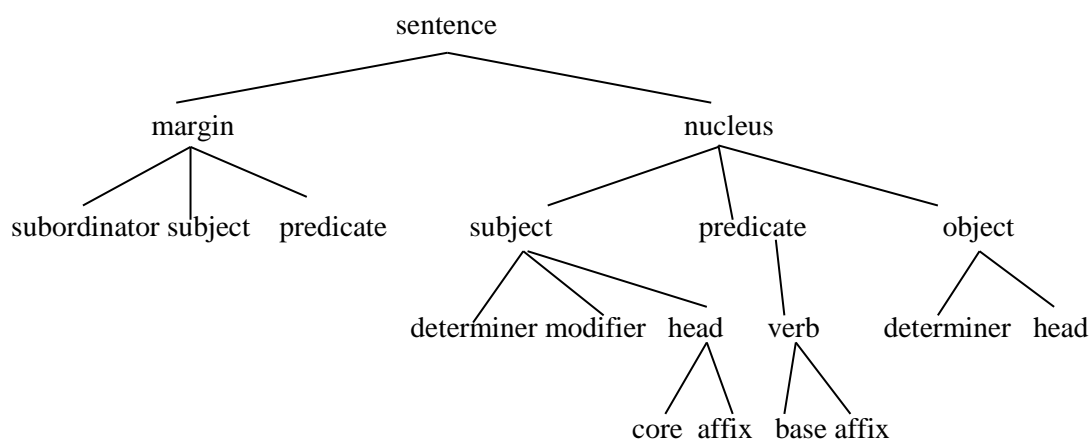 sentence
margin nucleus
subordinator subject predicate subject predicate object
determiner modifier head verb determiner head
core affix base affix